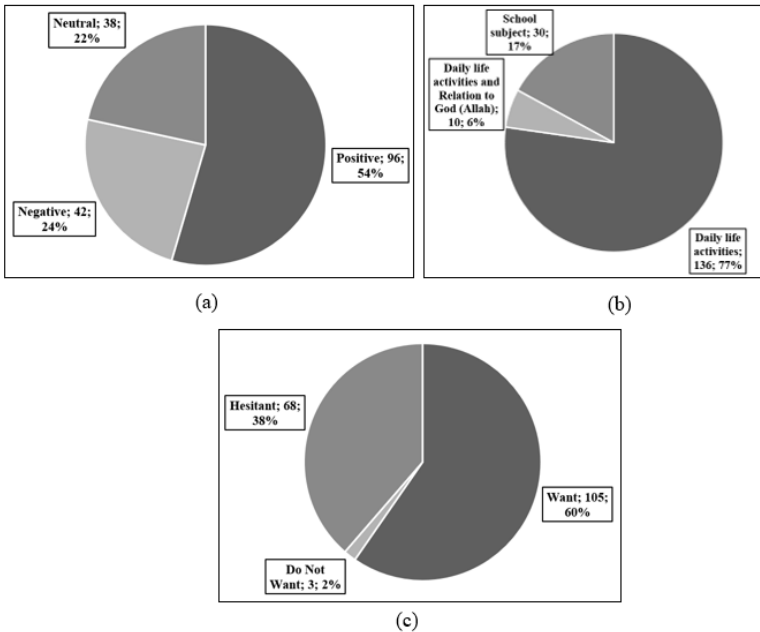 Neutral; 38;
22%
Positive; 96;
54%
Negative; 42;
24%
(a)
School
subject; 30;
17%
Daily life
activities and
Relation to
God (Allah);
10; 6%
Daily life
activities;
136; 77%
(b)
Hesitant; 68;
38%
Want; 105;
60%
Do Not
Want; 3; 2%
(c)